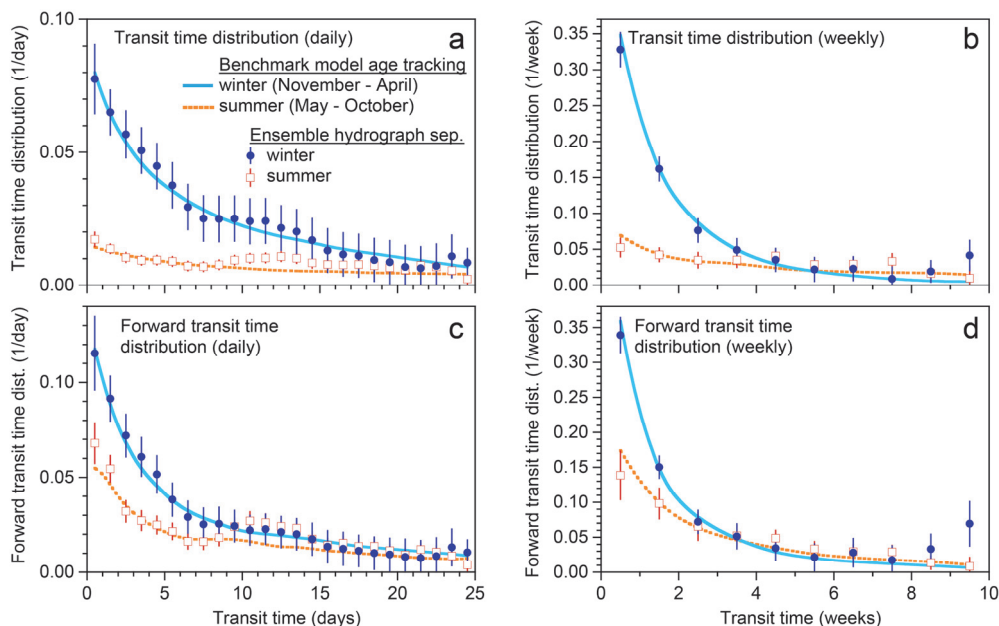 a
Transit time distribution (daily)
Benchmark model age tracking
winter (November - April)
summer (May - October)
Ensemble hydrograph sep.
winter
summer
Transit time distribution (1/day)
0.10
0.05
0.00
b
Transit time distribution (weekly)
Transit time distribution (1/week)
0.35
0.30
0.25
0.20
0.15
0.10
0.05
0.00
c
Forward transit time
distribution (daily)
Forward transit time dist. (1/day)
0.10
0.05
0.00
0
5
10
15
20
25
Transit time (days)
d
Forward transit time
distribution (weekly)
Forward transit time dist. (1/week)
0.35
0.30
0.25
0.20
0.15
0.10
0.05
0.00
0
2
4
6
8
10
Transit time (weeks)